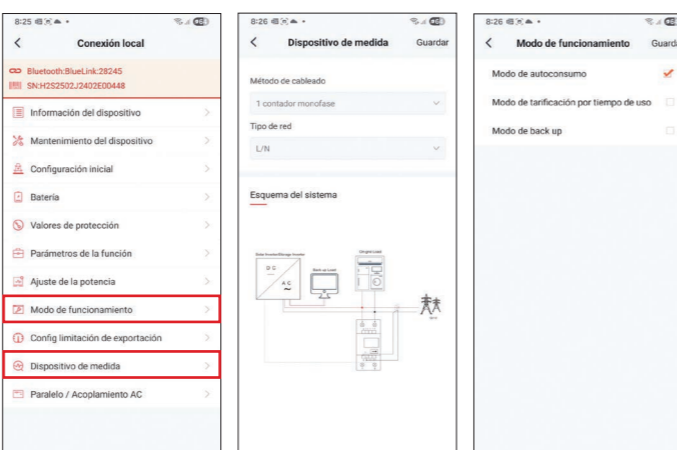 8:25
Conexión local
Bluetooth:BlueLink:28245
SN:H2S2502J2402E00448
Información del dispositivo
Mantenimiento del dispositivo
Configuración inicial
Batería
Valores de protección
Parámetros de la función
Ajuste de la potencia
Modo de funcionamiento
Config limitación de exportación
Dispositivo de medida
Paralelo / Acoplamiento AC
8:26
Dispositivo de medida
Guardar
Método de cableado
1 contador monofase
Tipo de red
L/N
Esquema del sistema
On-grid Load
Back-up Load
D C
A C
8:26
Modo de funcionamiento
Guarda
Modo de autoconsumo
Modo de tarificación por tiempo de uso
Modo de back up